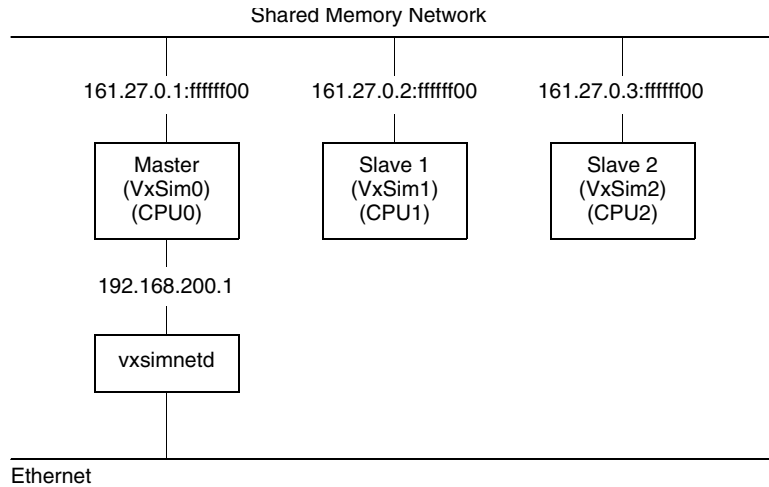 Shared Memory Network
161.27.0.1:ffffff00
161.27.0.2:ffffff00
161.27.0.3:ffffff00
Master
(VxSim0)
(CPU0)
Slave 1
(VxSim1)
(CPU1)
Slave 2
(VxSim2)
(CPU2)
192.168.200.1
vxsimnetd
Ethernet